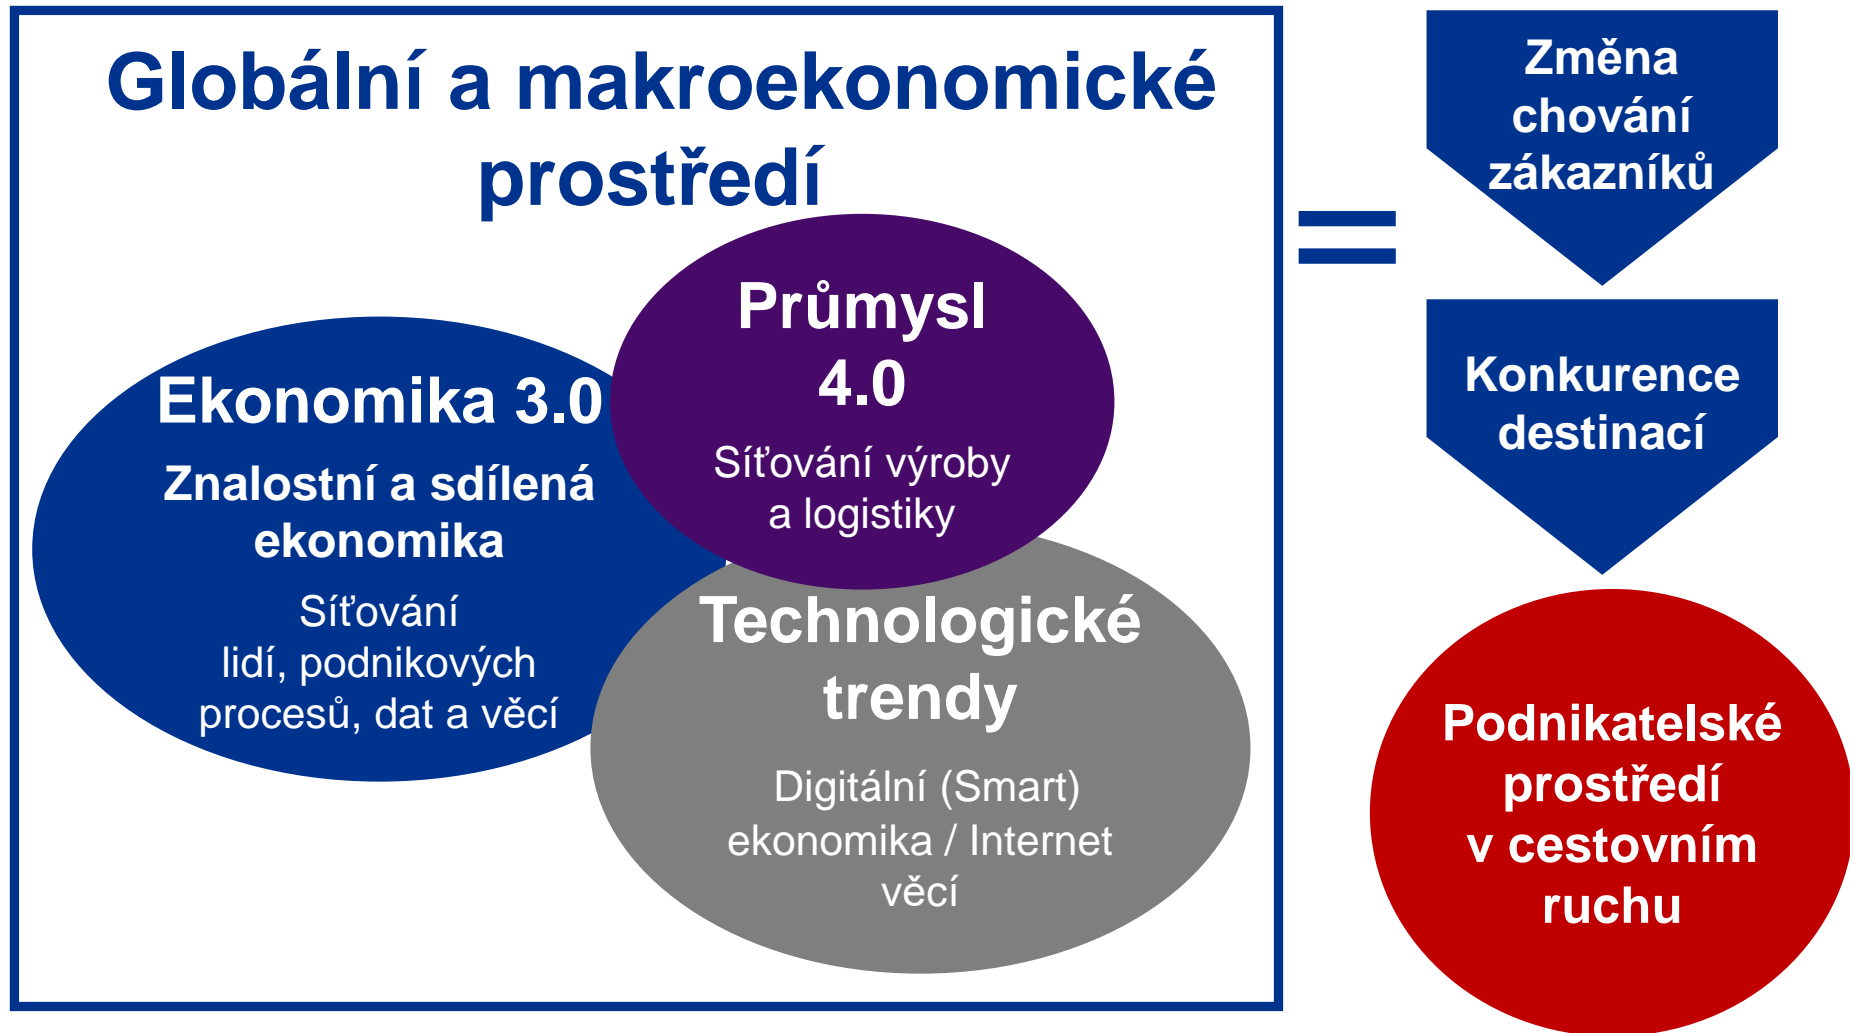 Globální a makroekonomické
prostředí
Průmysl
4.0
Síťování výroby
a logistiky
Ekonomika 3.0
Znalostní a sdílená
ekonomika
Síťování
lidí, podnikových
procesů, dat a věcí
Technologické
trendy
Digitální (Smart)
ekonomika / Internet
věcí
=
Změna
chování
zákazníků
Konkurence
destinací
Podnikatelské
prostředí
v cestovním
ruchu